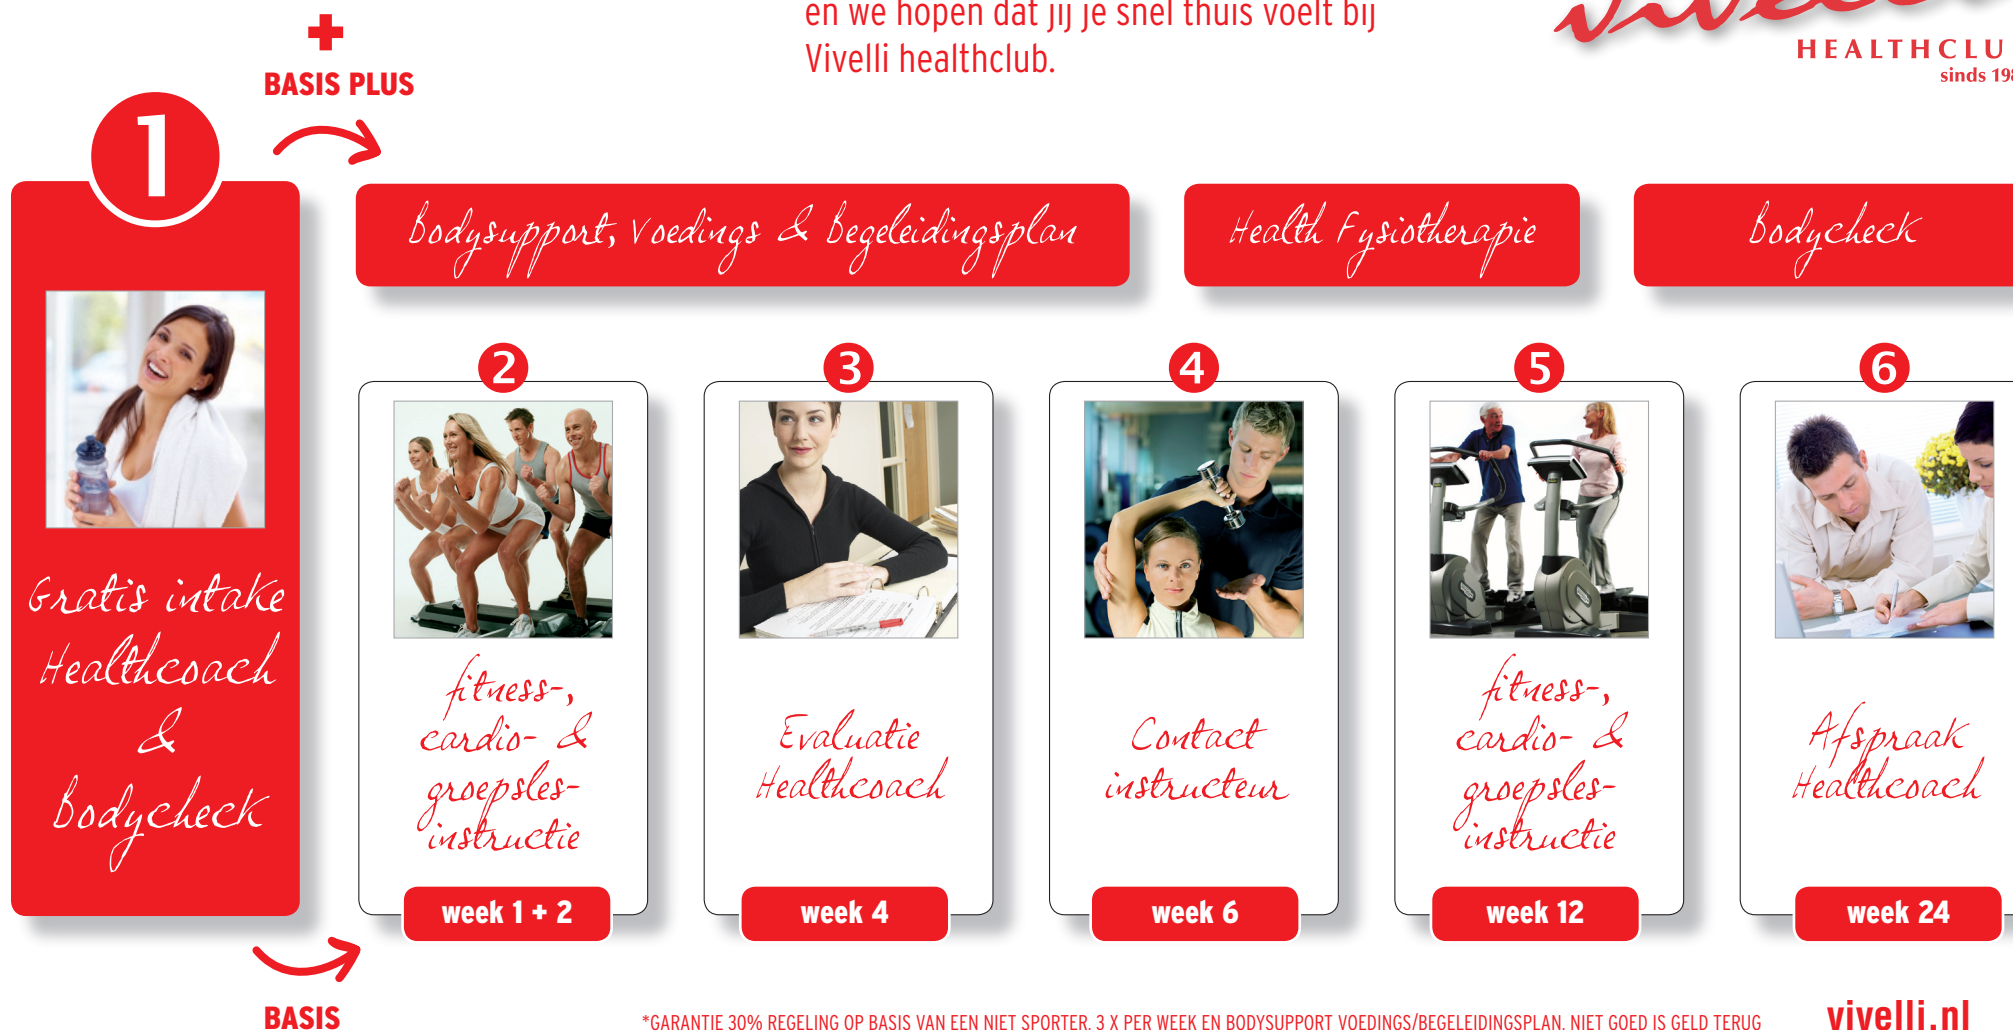 en we hopen dat jij je snel thuis voelt bij
Vivelli healthclub.
HEALTHCLU
sinds 198
+
BASIS PLUS
1
Gratis intake
Healthcoach
&
Bodycheck
Bodysupport, Voedings & Begeleidingsplan
Health Fysiotherapie
Bodycheck
2
fitness-,
cardio- &
groepsles-
instructie
week 1 + 2
3
Evaluatie
Healthcoach
week 4
4
Contact
instructeur
week 6
5
fitness-,
cardio- &
groepsles-
instructie
week 12
6
Afspraak
Healthcoach
week 24
BASIS
*GARANTIE 30% REGELING OP BASIS VAN EEN NIET SPORTER. 3 X PER WEEK EN BODYSUPPORT VOEDINGS/BEGELEIDINGSPLAN. NIET GOED IS GELD TERUG
vivelli.nl